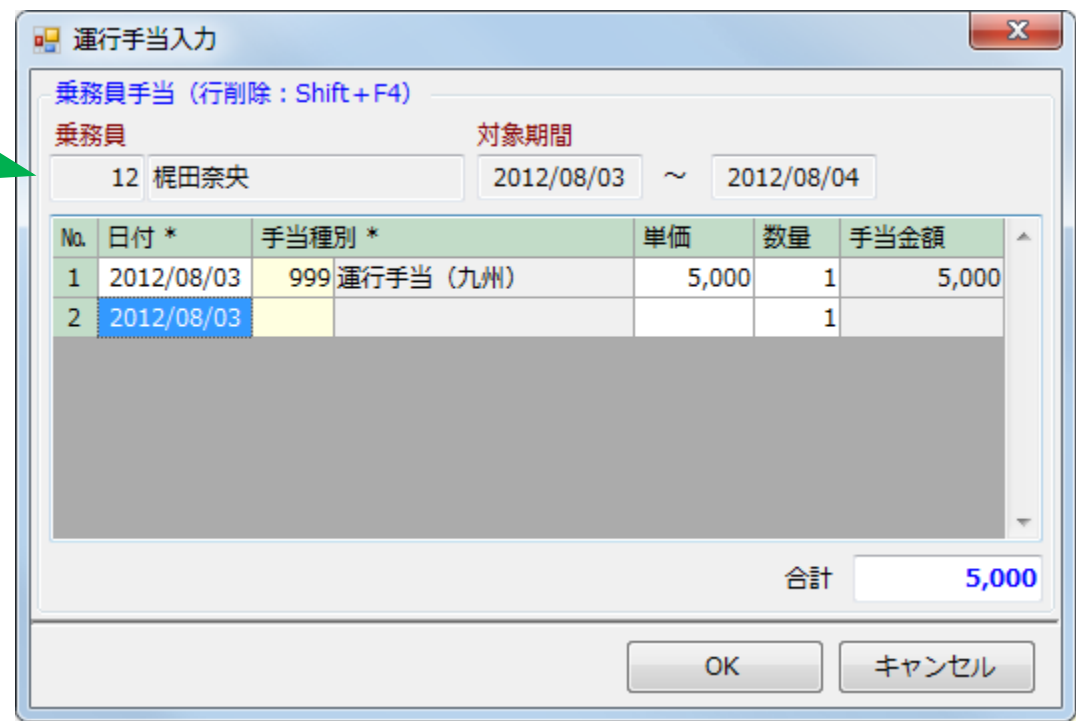 運行手当入力
乗務員手当（行削除：Shift+F4）
乗務員 対象期間
12 梶田奈央 2012/08/03 ～ 2012/08/04
No. 日付 * 手当種別 * 単価 数量 手当金額
1 2012/08/03 999 運行手当（九州） 5,000 1 5,000
2 2012/08/03 1
合計 5,000
OK キャンセル